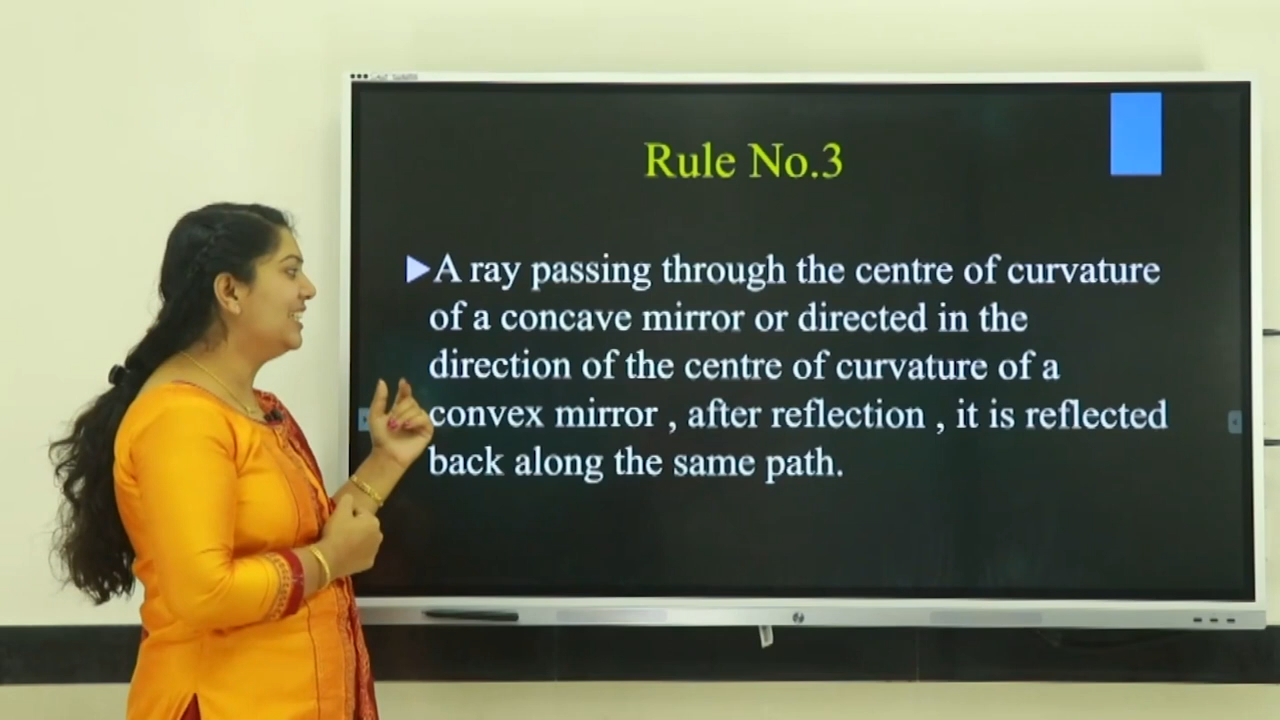 Rule No.3
A ray passing through the centre of curvature
of a concave mirror or directed in the
direction of the centre of curvature of a
convex mirror , after reflection , it is reflected
back along the same path.